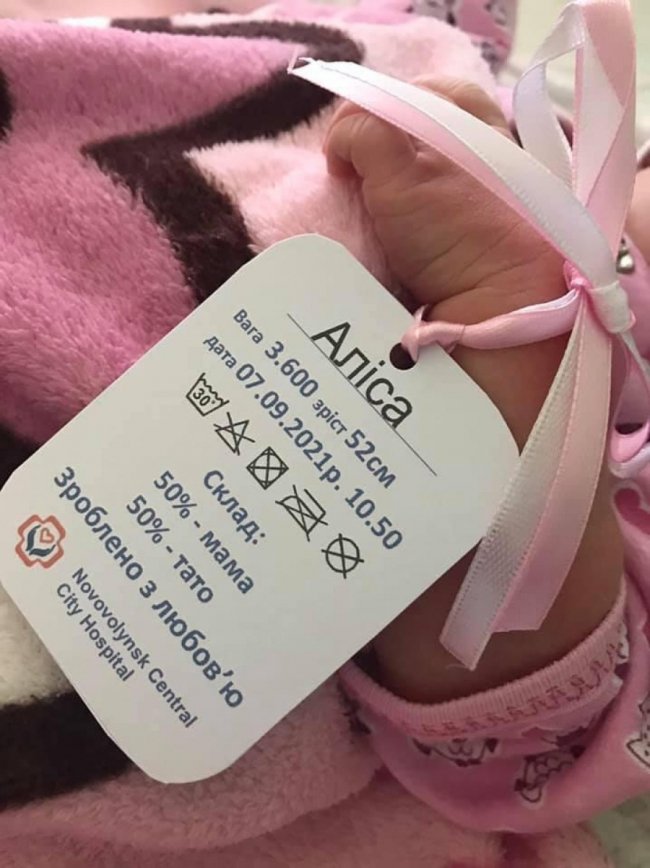 Аліса
Вага 3.600 зріст 52см
дата 07.09.2021р. 10.50
30°
Склад:
50% - мама
50% - тато
Зроблено з любов'ю
Novovolynsk Central
City Hospital